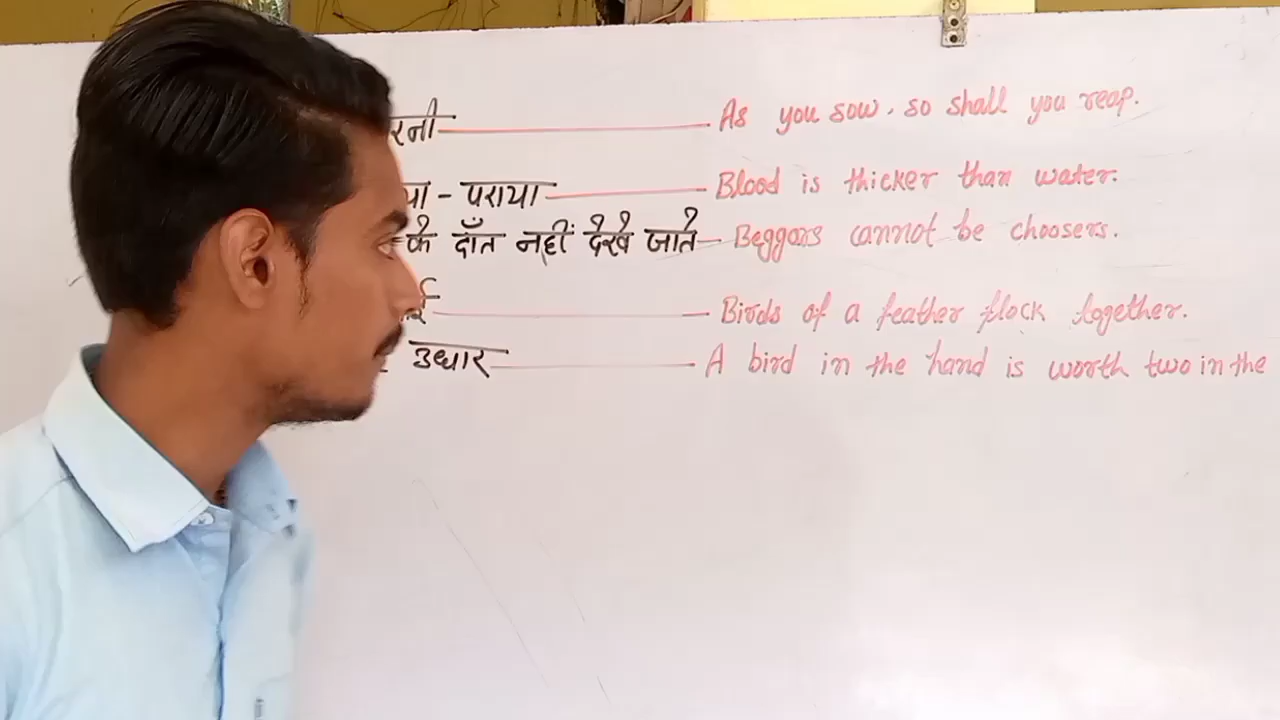 रनी — As you sow, so shall you reap.
या - पराया — Blood is thicker than water.
के दाँत नहीं देखे जाते — Beggars cannot be choosers.
Birds of a feather flock together.
उधार — A bird in the hand is worth two in the